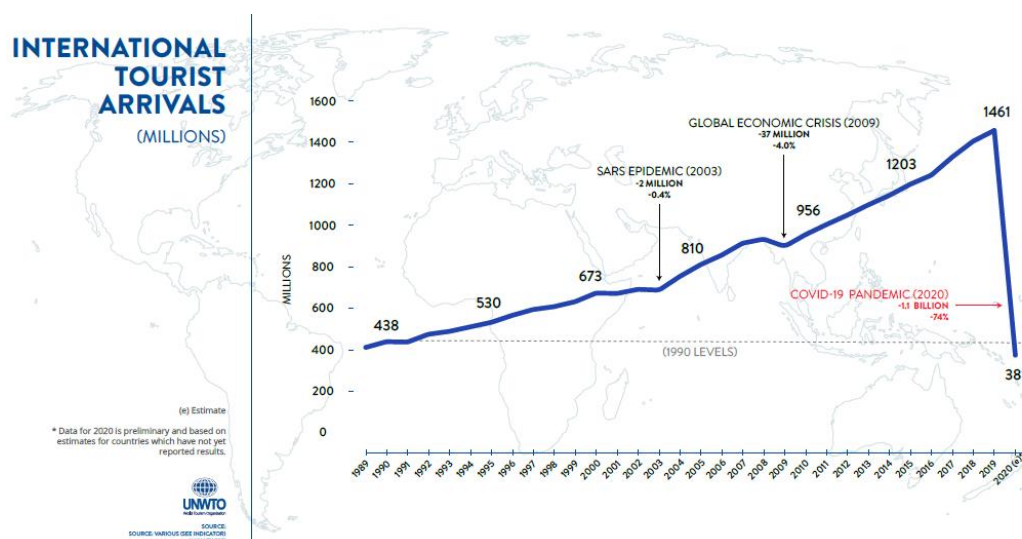 INTERNATIONAL
TOURIST
ARRIVALS
(MILLIONS)
(e) Estimate
* Data for 2020 is preliminary and based on
estimates for countries which have not yet
reported results.
UNWTO
World Tourism Organization
SOURCE:
SOURCE: VARIOUS (SEE INDICATOR)
MILLIONS
1600
1400
1200
1000
800
600
400
200
0
438
530
673
SARS EPIDEMIC (2003)
-2 MILLION
-0.4%
810
GLOBAL ECONOMIC CRISIS (2009)
-37 MILLION
-4.0%
956
1203
1461
COVID-19 PANDEMIC (2020)
-1.1 BILLION
-74%
(1990 LEVELS)
38
1989 1990 1991 1992 1993 1994 1995 1996 1997 1998 1999 2000 2001 2002 2003 2004 2005 2006 2007 2008 2009 2010 2011 2012 2013 2014 2015 2016 2017 2018 2019 2020 (e)*